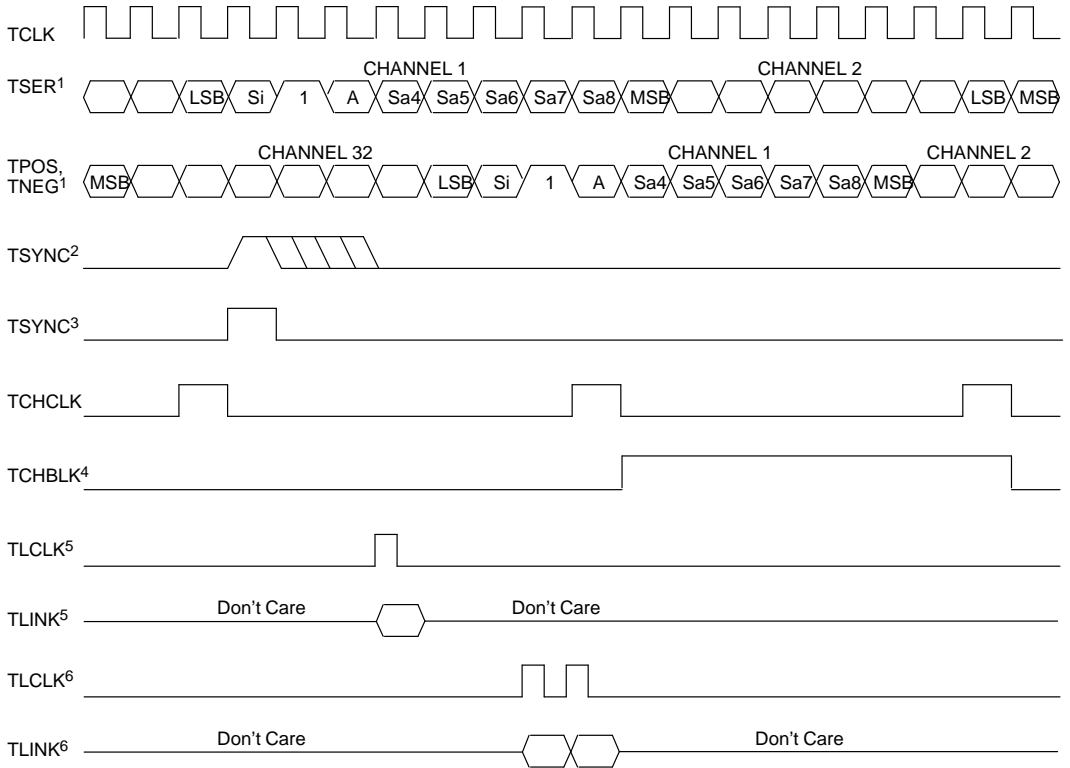 TCLK
CHANNEL 1 CHANNEL 2
TSER1
LSB Si 1 A Sa4 Sa5 Sa6 Sa7 Sa8 MSB LSB MSB
CHANNEL 32 CHANNEL 1 CHANNEL 2
TPOS,
TNEG1
MSB LSB Si 1 A Sa4 Sa5 Sa6 Sa7 Sa8 MSB
TSYNC2
TSYNC3
TCHCLK
TCHBLK4
TLCLK5
TLINK5 Don't Care Don't Care
TLCLK6
TLINK6 Don't Care Don't Care